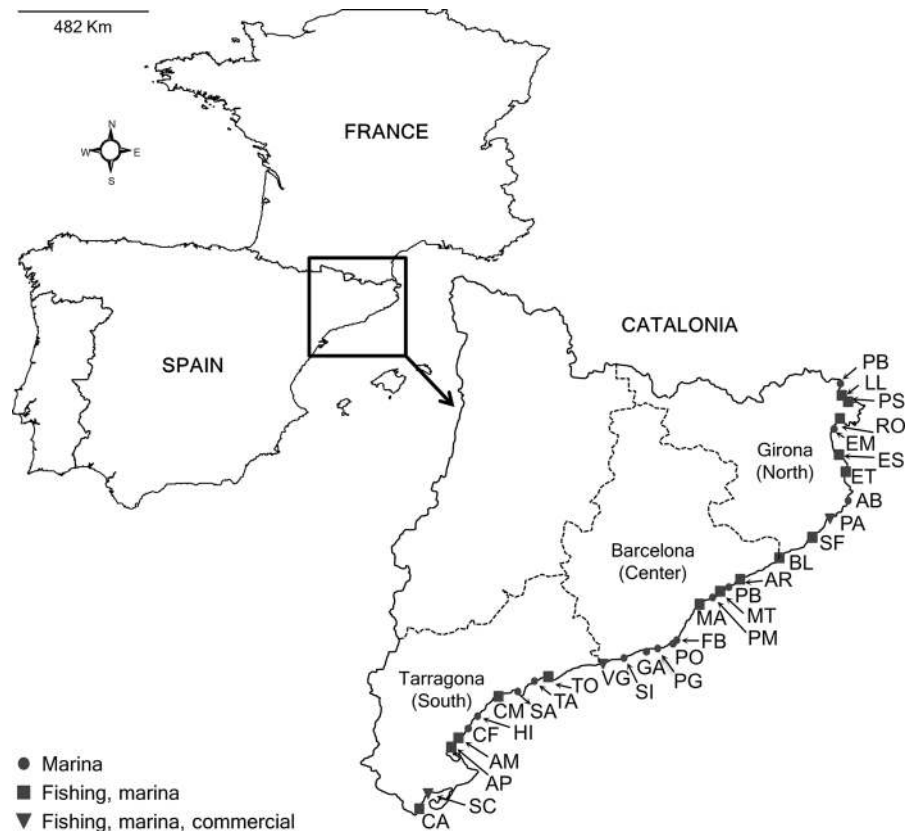 482 Km
N
W E
S
FRANCE
SPAIN
CATALONIA
PB
LL
PS
RO
EM
ES
ET
AB
PA
SF
BL
AR
PB
MT
MA
PM
FB
PO
GA
PG
VG
SI
TO
TA
SA
CM
HI
CF
AM
AP
SC
CA
Girona
(North)
Barcelona
(Center)
Tarragona
(South)
Marina
Fishing, marina
Fishing, marina, commercial